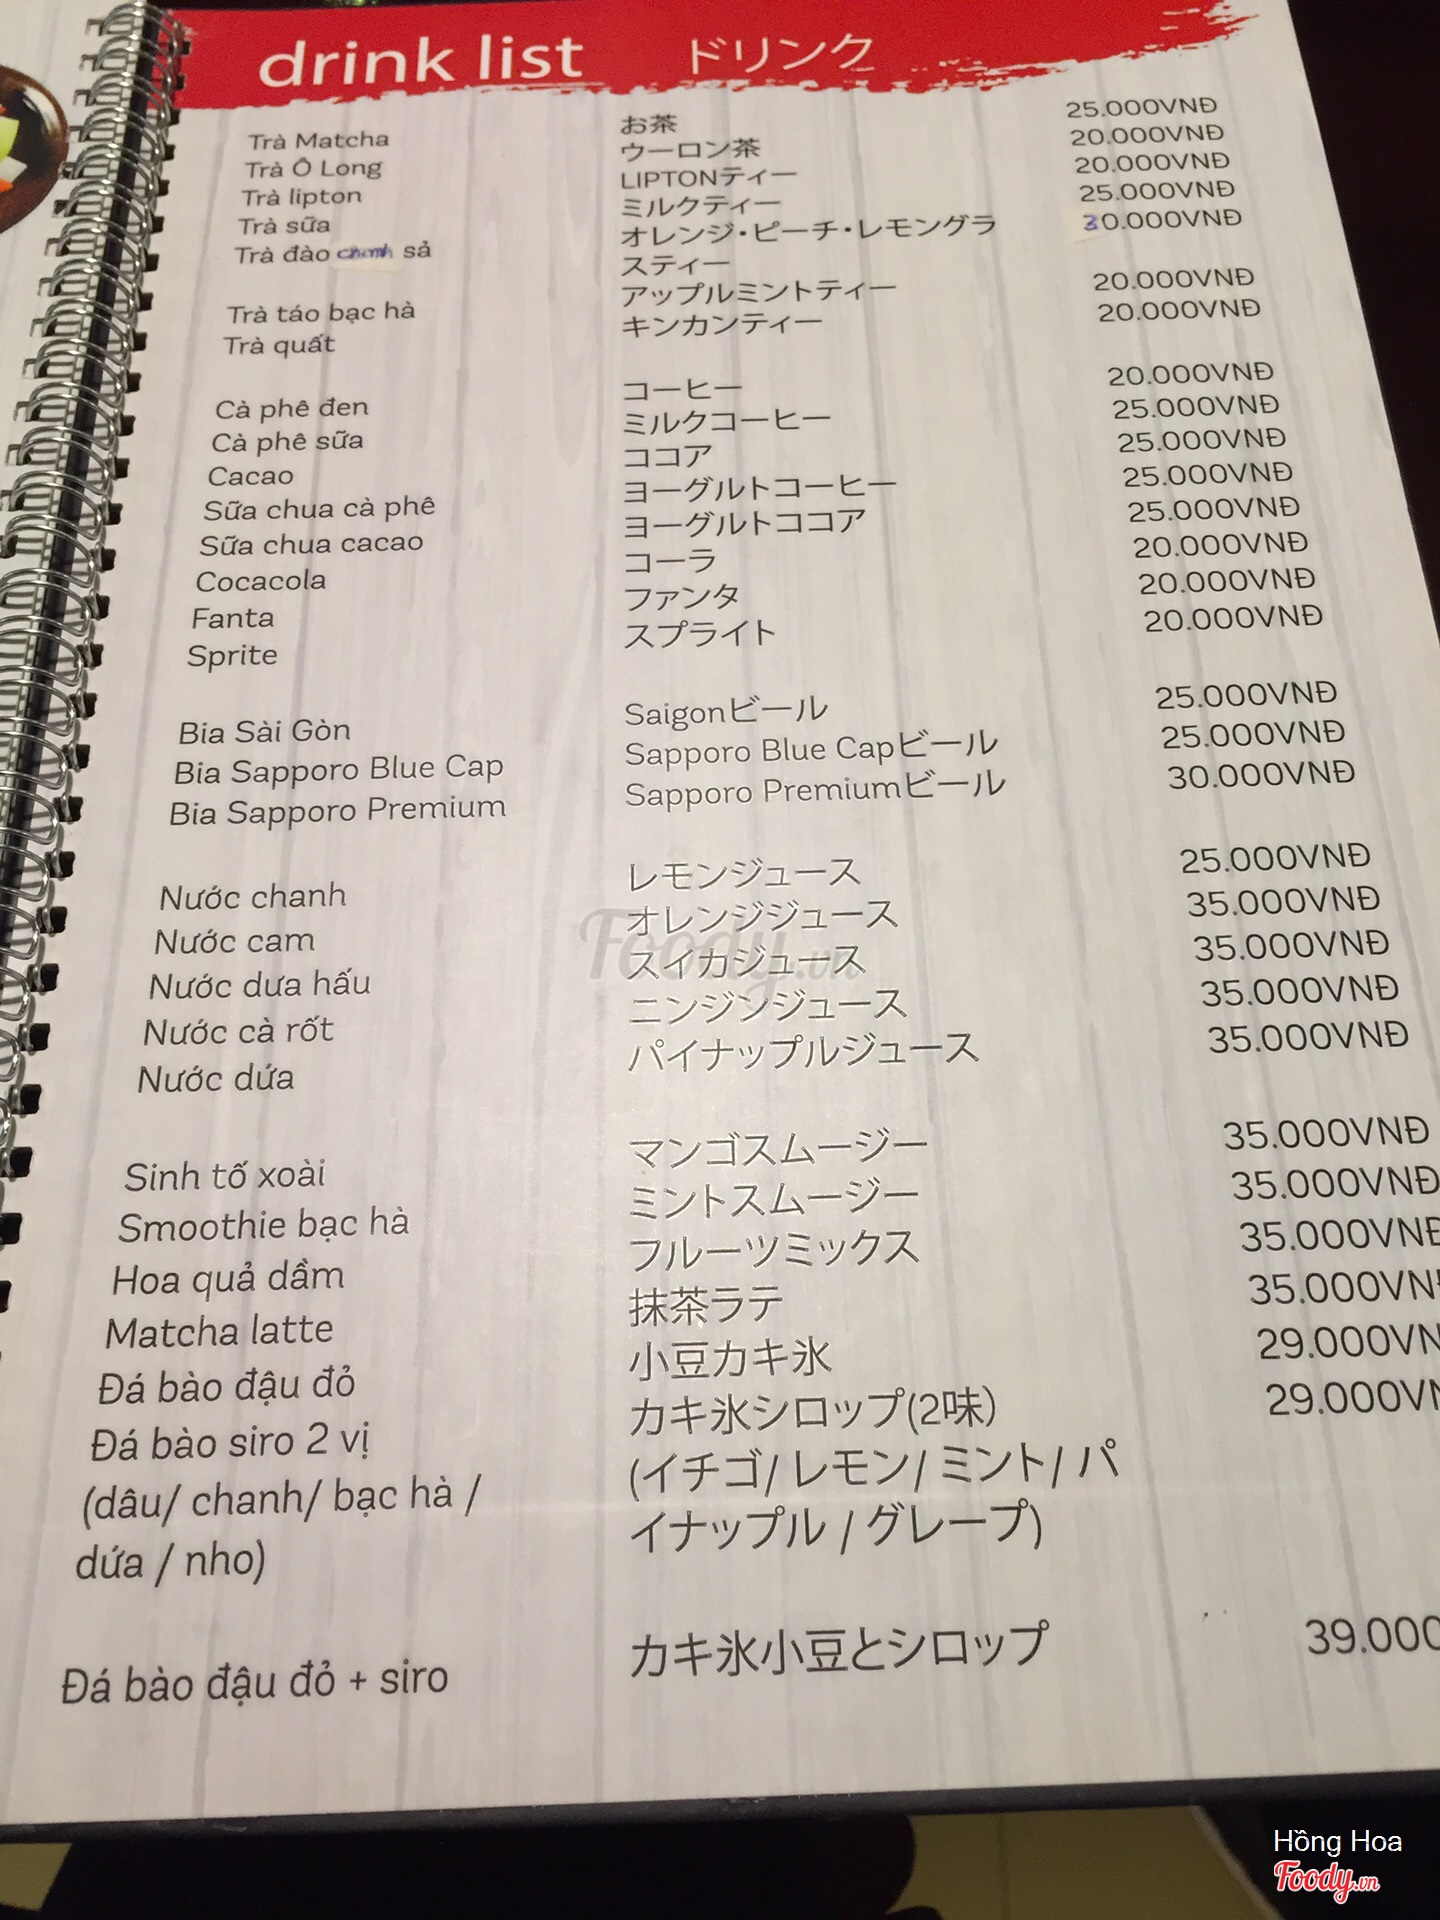 drink list ドリンク
Trà Matcha お茶 25.000VNĐ
Trà Ô Long ウーロン茶 20.000VNĐ
Trà lipton LIPTONティー 20.000VNĐ
Trà sữa ミルクティー 25.000VNĐ
Trà đào chanh sả オレンジ・ピーチ・レモングラ 30.000VNĐ
スティー
Trà táo bạc hà アップルミントティー 20.000VNĐ
Trà quất キンカンティー 20.000VNĐ
Cà phê đen コーヒー 20.000VNĐ
Cà phê sữa ミルクコーヒー 25.000VNĐ
Cacao ココア 25.000VNĐ
Sữa chua cà phê ヨーグルトコーヒー 25.000VNĐ
Sữa chua cacao ヨーグルトココア 25.000VNĐ
Cocacola コーラ 20.000VNĐ
Fanta ファンタ 20.000VNĐ
Sprite スプライト 20.000VNĐ
Bia Sài Gòn Saigonビール 25.000VNĐ
Bia Sapporo Blue Cap Sapporo Blue Capビール 25.000VNĐ
Bia Sapporo Premium Sapporo Premiumビール 30.000VNĐ
Nước chanh レモンジュース 25.000VNĐ
Nước cam オレンジジュース 35.000VNĐ
Nước dưa hấu スイカジュース 35.000VNĐ
Nước cà rốt ニンジンジュース 35.000VNĐ
Nước dứa パイナップルジュース 35.000VNĐ
Foody.vn
Sinh tố xoài マンゴスムージー 35.000VNĐ
Smoothie bạc hà ミントスムージー 35.000VNĐ
Hoa quả dầm フルーツミックス 35.000VNĐ
Matcha latte 抹茶ラテ 35.000VNĐ
Đá bào đậu đỏ 小豆カキ氷 29.000VN
Đá bào siro 2 vị カキ氷シロップ(2味) 29.000VN
(dâu/ chanh/ bạc hà / (イチゴ/ レモン/ ミント/ パ
dứa / nho) イナップル / グレープ)
Đá bào đậu đỏ + siro カキ氷小豆とシロップ 39.000
Hồng Hoa
Foody.vn